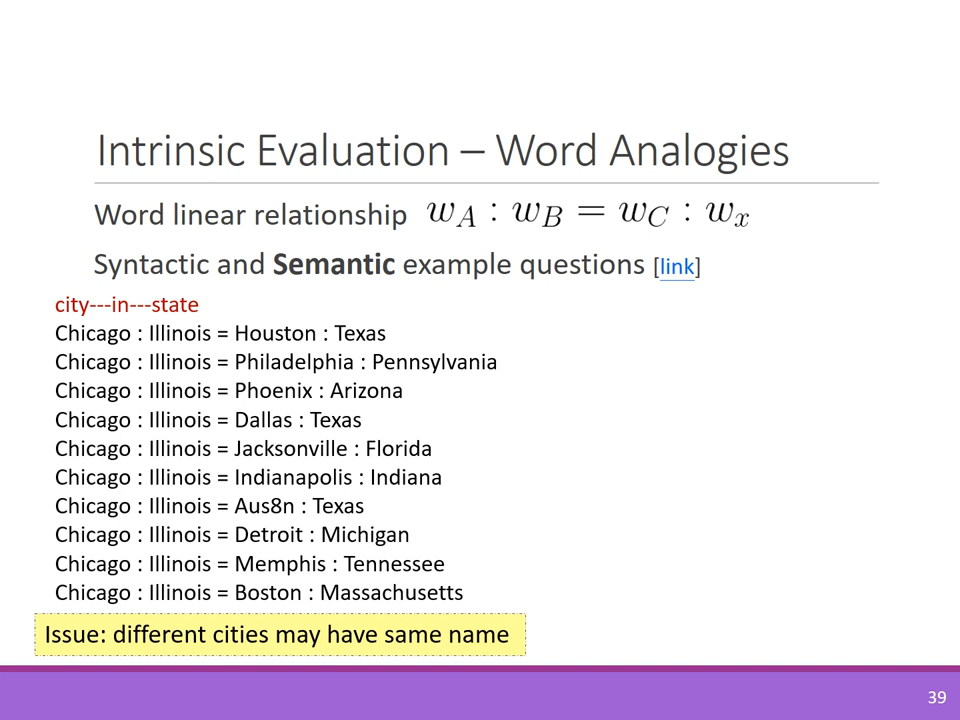 Intrinsic Evaluation – Word Analogies
Word linear relationship w_A : w_B = w_C : w_x
Syntactic and Semantic example questions [link]
city---in---state
Chicago : Illinois = Houston : Texas
Chicago : Illinois = Philadelphia : Pennsylvania
Chicago : Illinois = Phoenix : Arizona
Chicago : Illinois = Dallas : Texas
Chicago : Illinois = Jacksonville : Florida
Chicago : Illinois = Indianapolis : Indiana
Chicago : Illinois = Aus8n : Texas
Chicago : Illinois = Detroit : Michigan
Chicago : Illinois = Memphis : Tennessee
Chicago : Illinois = Boston : Massachusetts
Issue: different cities may have same name
39